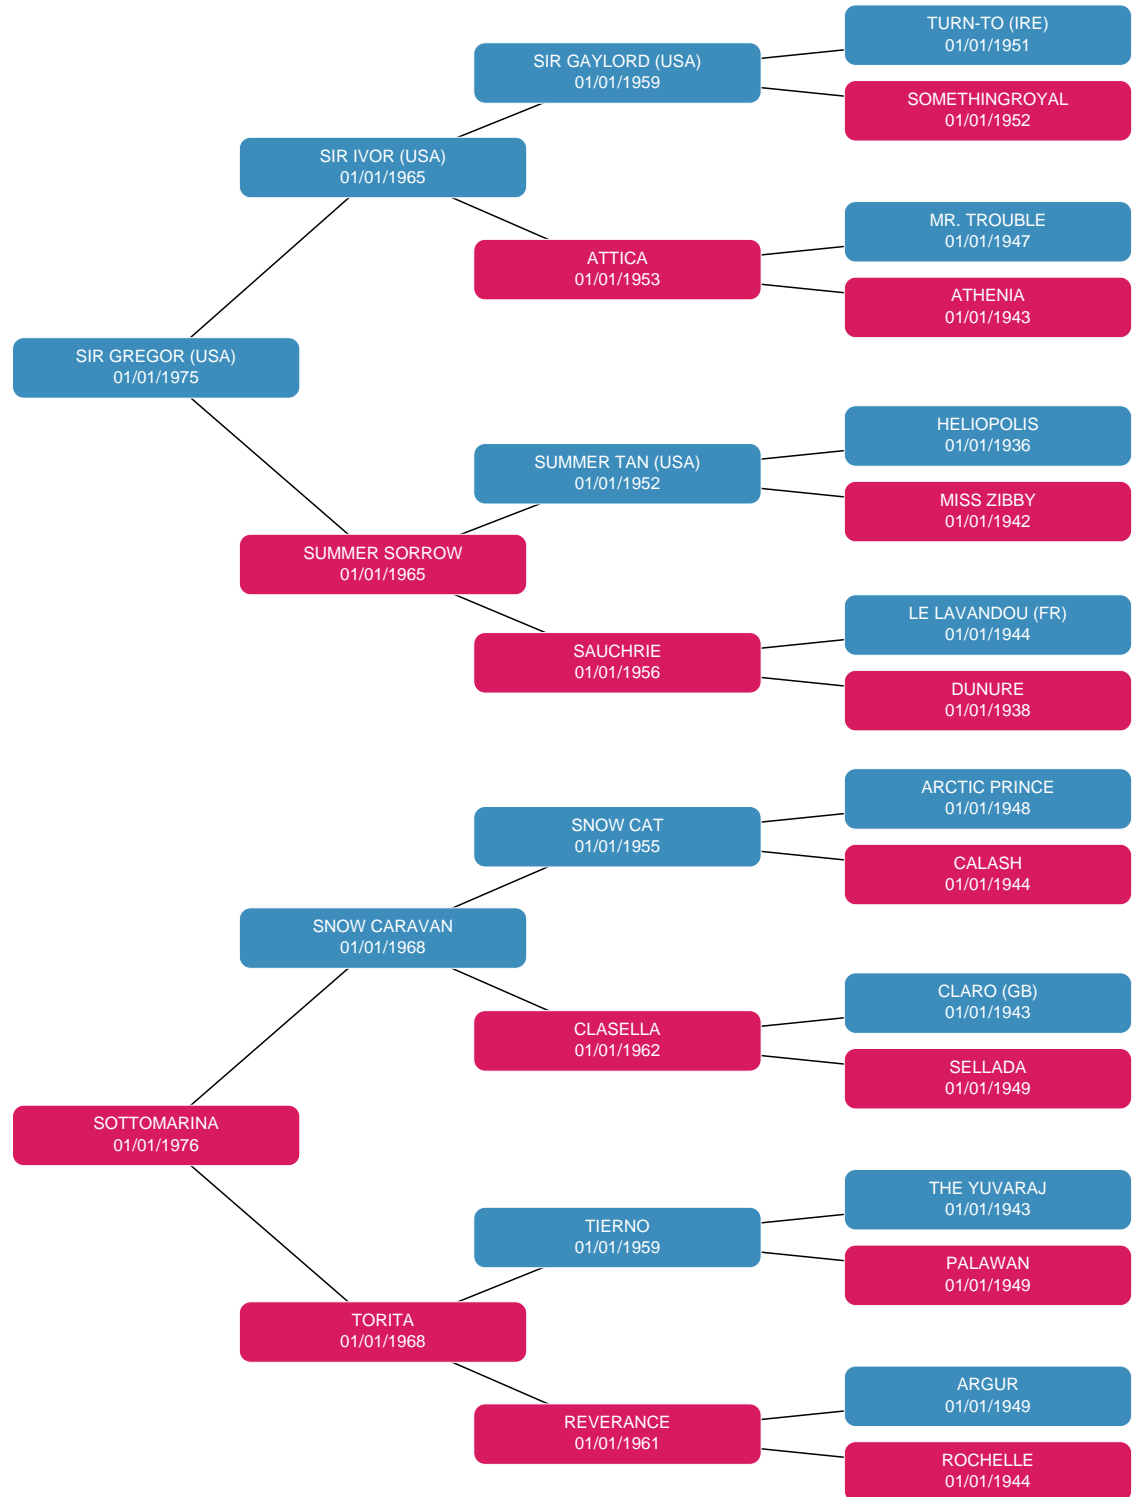 TURN-TO (IRE)
01/01/1951
SIR GAYLORD (USA)
01/01/1959
SOMETHINGROYAL
01/01/1952
SIR IVOR (USA)
01/01/1965
MR. TROUBLE
01/01/1947
ATTICA
01/01/1953
ATHENIA
01/01/1943
SIR GREGOR (USA)
01/01/1975
HELIOPOLIS
01/01/1936
SUMMER TAN (USA)
01/01/1952
MISS ZIBBY
01/01/1942
SUMMER SORROW
01/01/1965
LE LAVANDOU (FR)
01/01/1944
SAUCHRIE
01/01/1956
DUNURE
01/01/1938
ARCTIC PRINCE
01/01/1948
SNOW CAT
01/01/1955
CALASH
01/01/1944
SNOW CARAVAN
01/01/1968
CLARO (GB)
01/01/1943
CLASELLA
01/01/1962
SELLADA
01/01/1949
SOTTOMARINA
01/01/1976
THE YUVARAJ
01/01/1943
TIERNO
01/01/1959
PALAWAN
01/01/1949
TORITA
01/01/1968
ARGUR
01/01/1949
REVERANCE
01/01/1961
ROCHELLE
01/01/1944